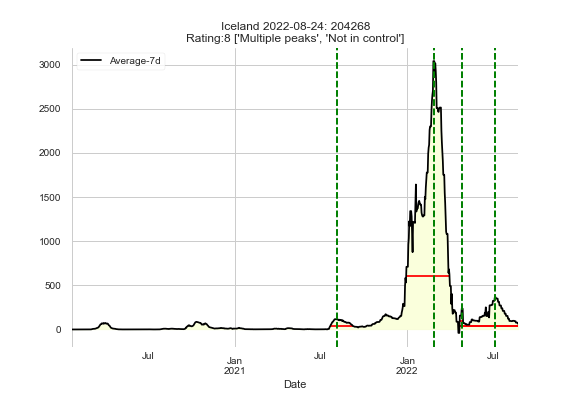 Iceland 2022-08-24: 204268
Rating:8 ['Multiple peaks', 'Not in control']
Average-7d
3000
2500
2000
1500
1000
500
0
Jul
Jan
2021
Jul
Jan
2022
Jul
Date